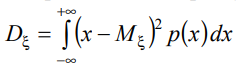 D_ξ = ∫_{−∞}^{+∞} (x − M_ξ)² p(x)dx